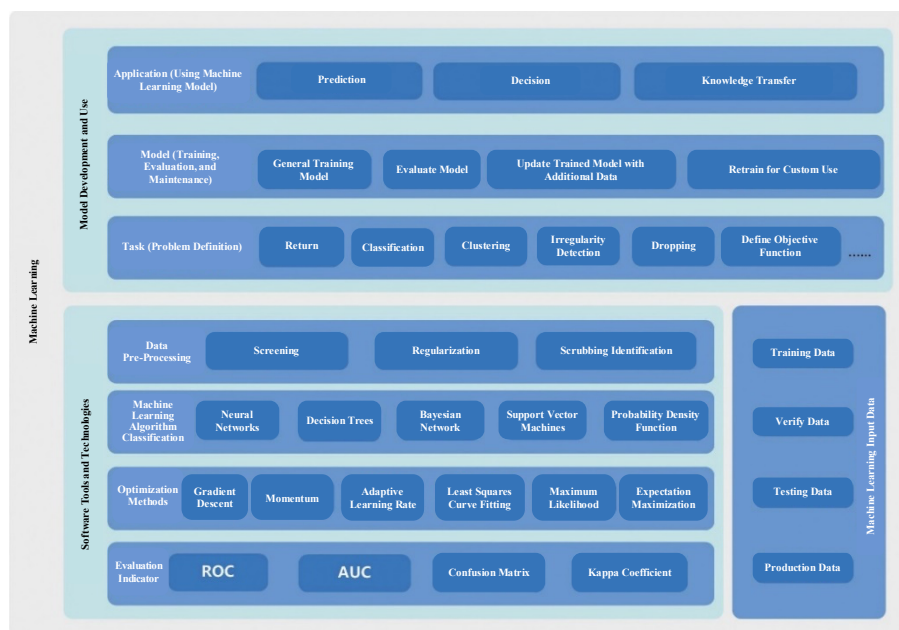 Machine Learning
Model Development and Use
Application (Using Machine
Learning Model)
Prediction
Decision
Knowledge Transfer
Model (Training,
Evaluation, and
Maintenance)
General Training
Model
Evaluate Model
Update Trained Model with
Additional Data
Retrain for Custom Use
Task (Problem Definition)
Return
Classification
Clustering
Irregularity
Detection
Dropping
Define Objective
Function
......
Software Tools and Technologies
Data
Pre-Processing
Screening
Regularization
Scrubbing Identification
Machine
Learning
Algorithm
Classification
Neural
Networks
Decision Trees
Bayesian
Network
Support Vector
Machines
Probability Density
Function
Optimization
Methods
Gradient
Descent
Momentum
Adaptive
Learning Rate
Least Squares
Curve Fitting
Maximum
Likelihood
Expectation
Maximization
Evaluation
Indicator
ROC
AUC
Confusion Matrix
Kappa Coefficient
Machine Learning Input Data
Training Data
Verify Data
Testing Data
Production Data